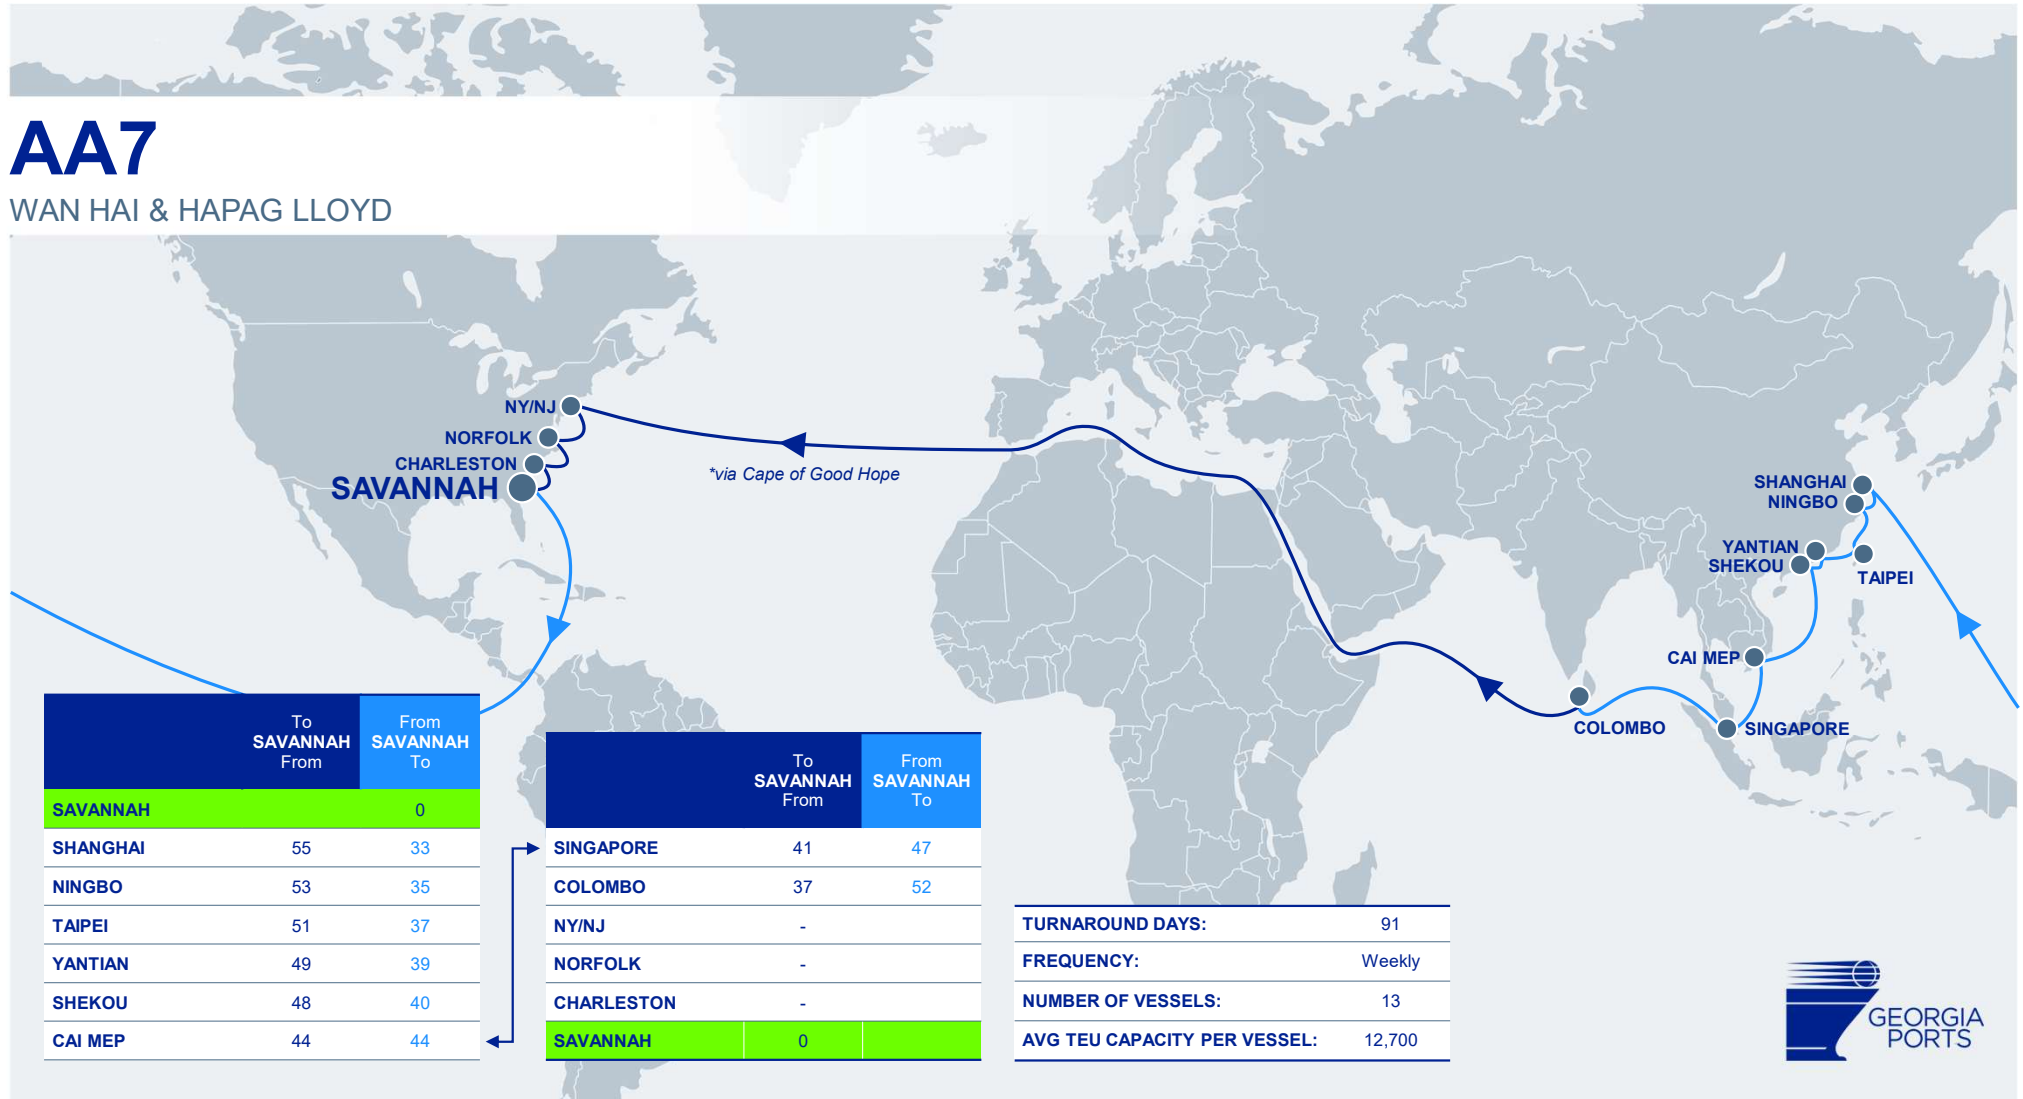 AA7
WAN HAI & HAPAG LLOYD
NY/NJ
NORFOLK
CHARLESTON
SAVANNAH
*via Cape of Good Hope
SHANGHAI
NINGBO
YANTIAN
SHEKOU
TAIPEI
CAI MEP
COLOMBO
SINGAPORE
To SAVANNAH From
From SAVANNAH To
SAVANNAH 0
SHANGHAI 55 33
NINGBO 53 35
TAIPEI 51 37
YANTIAN 49 39
SHEKOU 48 40
CAI MEP 44 44
To SAVANNAH From
From SAVANNAH To
SINGAPORE 41 47
COLOMBO 37 52
NY/NJ -
NORFOLK -
CHARLESTON -
SAVANNAH 0
TURNAROUND DAYS: 91
FREQUENCY: Weekly
NUMBER OF VESSELS: 13
AVG TEU CAPACITY PER VESSEL: 12,700
GEORGIA
PORTS